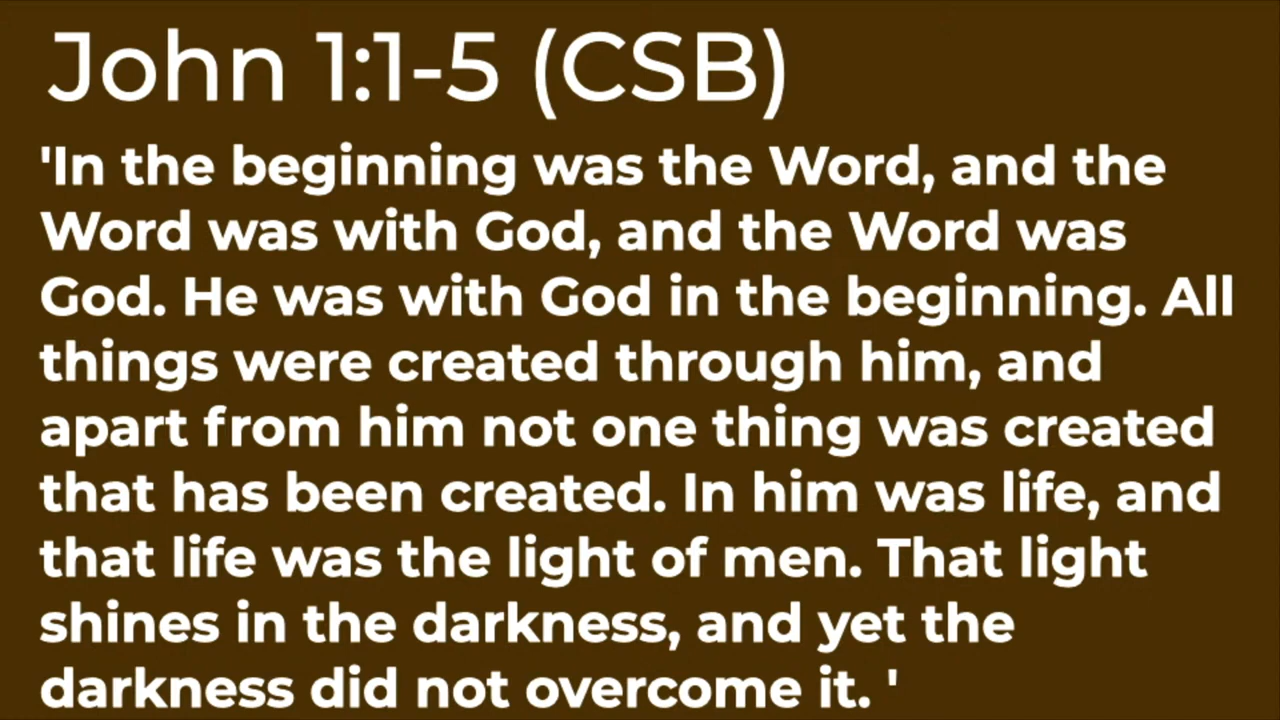 John 1:1-5 (CSB)
'In the beginning was the Word, and the
Word was with God, and the Word was
God. He was with God in the beginning. All
things were created through him, and
apart from him not one thing was created
that has been created. In him was life, and
that life was the light of men. That light
shines in the darkness, and yet the
darkness did not overcome it. '